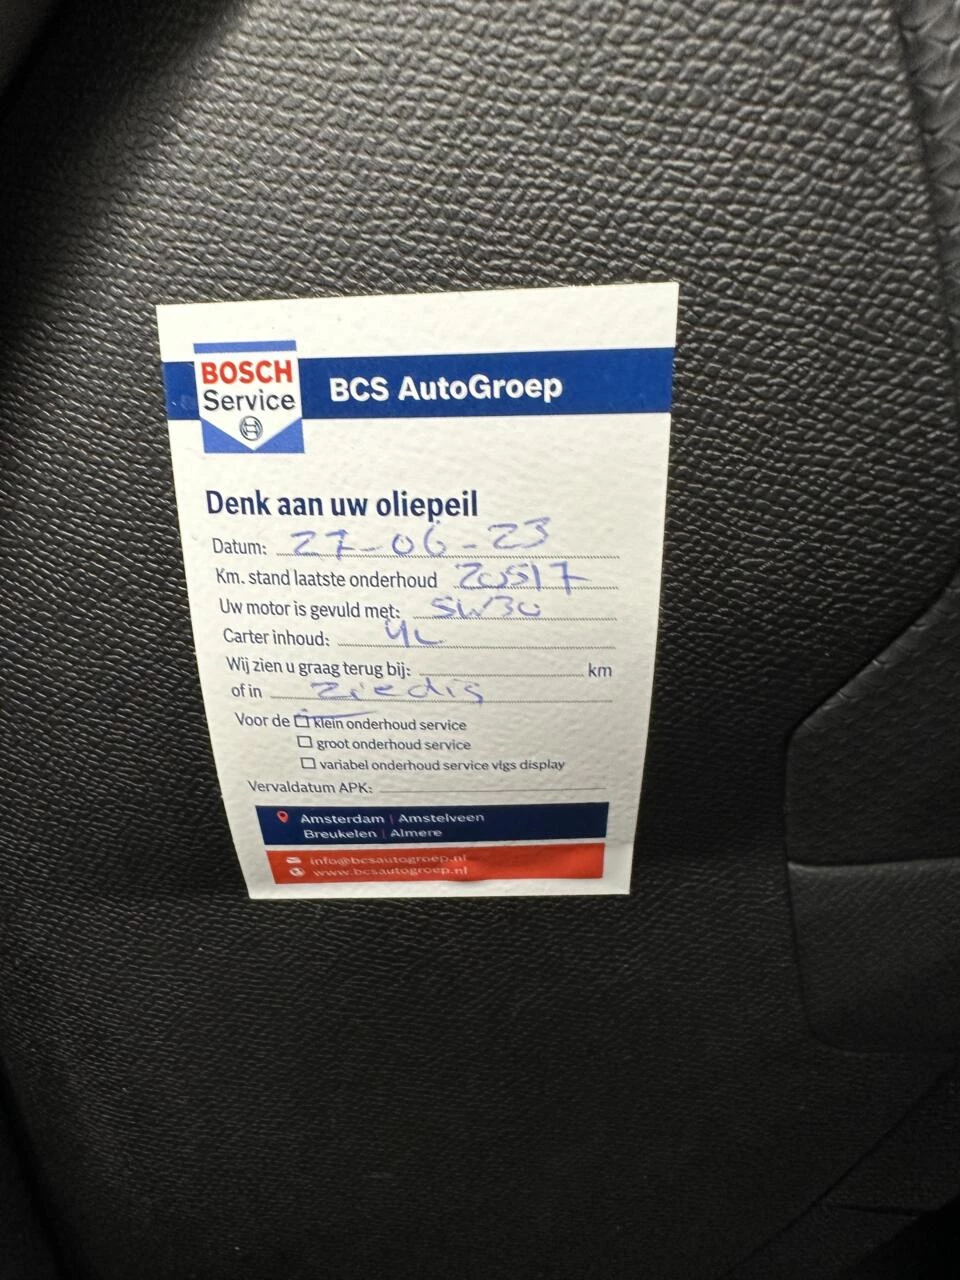 BOSCH
Service
BCS AutoGroep
Denk aan uw oliepeil
Datum: 27-06-23
Km. stand laatste onderhoud 20517
Uw motor is gevuld met: 5W30
Carter inhoud: 4L
Wij zien u graag terug bij: km
of in zie dis
Voor de klein onderhoud service
groot onderhoud service
variabel onderhoud service vlgs display
Vervaldatum APK:
Amsterdam | Amstelveen
Breukelen | Almere
info@bcsautogroep.nl
www.bcsautogroep.nl